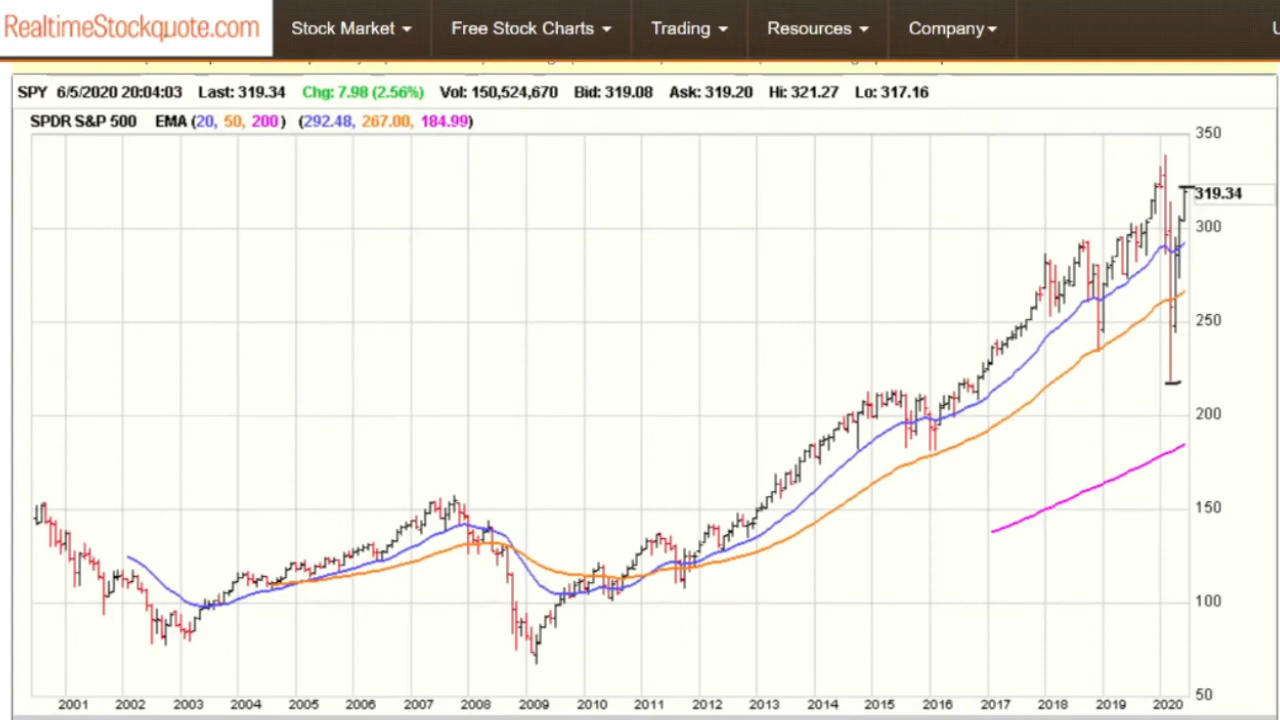 RealtimeStockquote.com Stock Market Free Stock Charts Trading Resources Company
SPY 6/5/2020 20:04:03 Last: 319.34 Chg: 7.98 (2.56%) Vol: 150,524,670 Bid: 319.08 Ask: 319.20 Hi: 321.27 Lo: 317.16
SPDR S&P 500 EMA (20, 50, 200) (292.48, 267.00, 184.99)
350
319.34
300
250
200
150
100
50
2001 2002 2003 2004 2005 2006 2007 2008 2009 2010 2011 2012 2013 2014 2015 2016 2017 2018 2019 2020